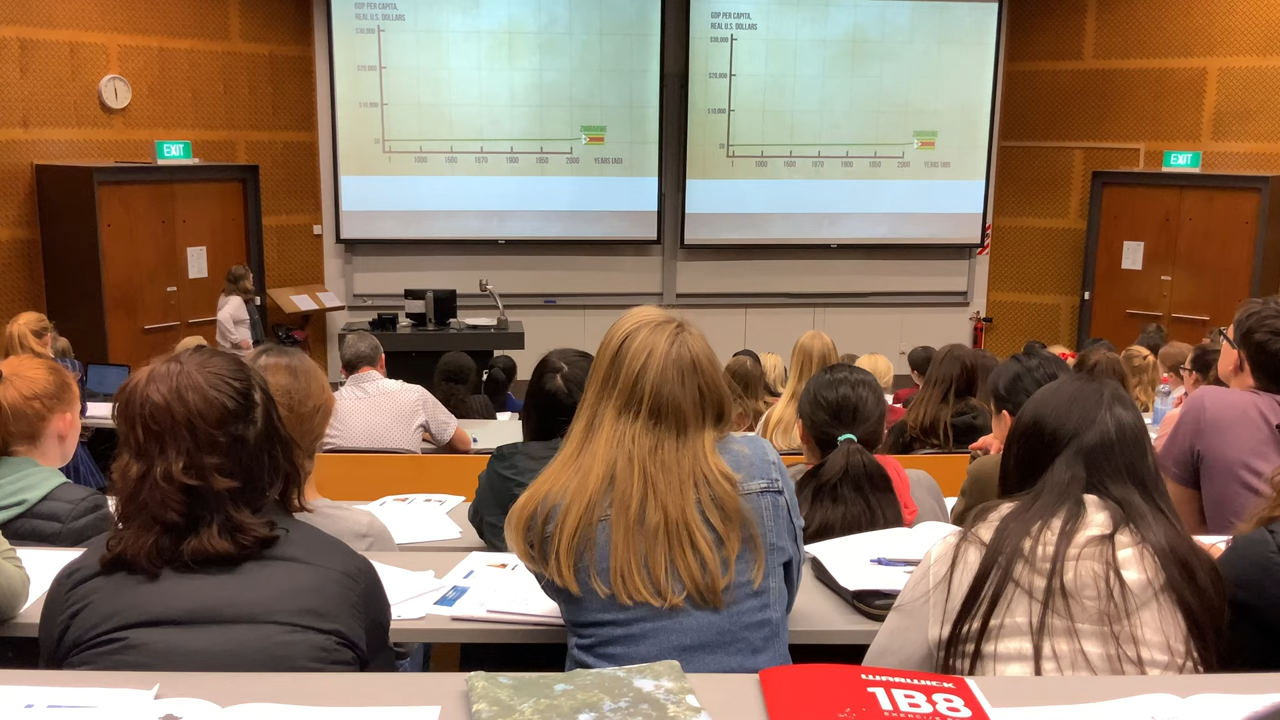 GDP PER CAPITA,
REAL U.S. DOLLARS
$30,000
$20,000
$10,000
$0
ZIMBABWE
1 1000 1500 1870 1900 1950 2000 YEARS (AD)
GDP PER CAPITA,
REAL U.S. DOLLARS
$30,000
$20,000
$10,000
$0
ZIMBABWE
1 1000 1500 1870 1900 1950 2000 YEARS (AD)
EXIT
EXIT
WARWICK
1B8